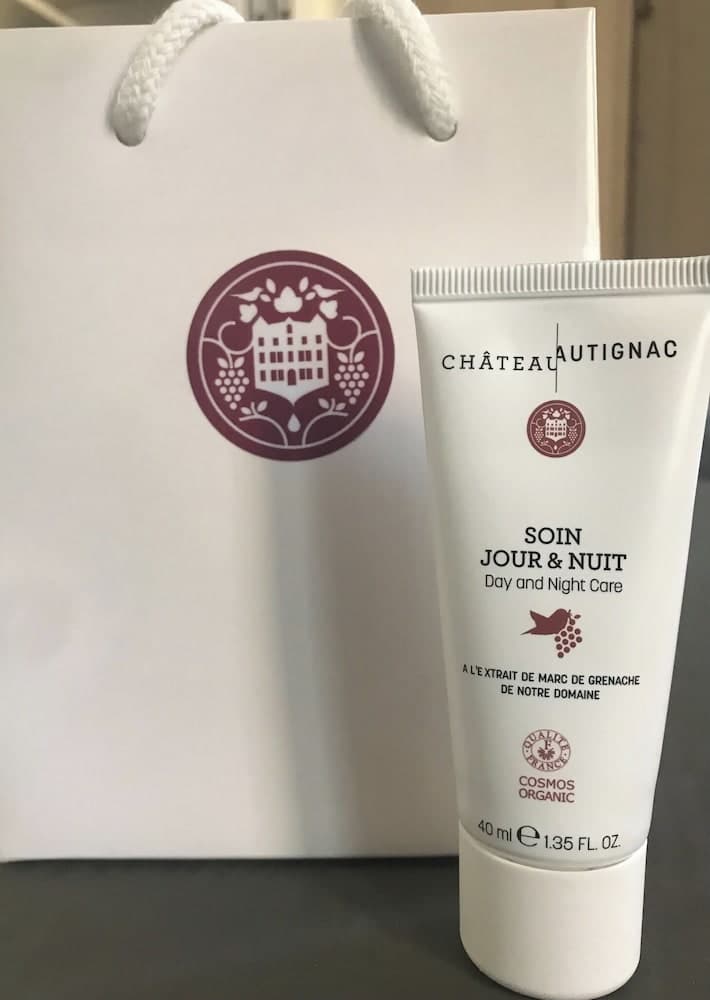 CHÂTEAU AUTIGNAC
SOIN
JOUR & NUIT
Day and Night Care
A L'EXTRAIT DE MARC DE GRENACHE
DE NOTRE DOMAINE
QUALITÉ
F
FRANCE
COSMOS
ORGANIC
40 ml ℮ 1.35 FL. OZ.